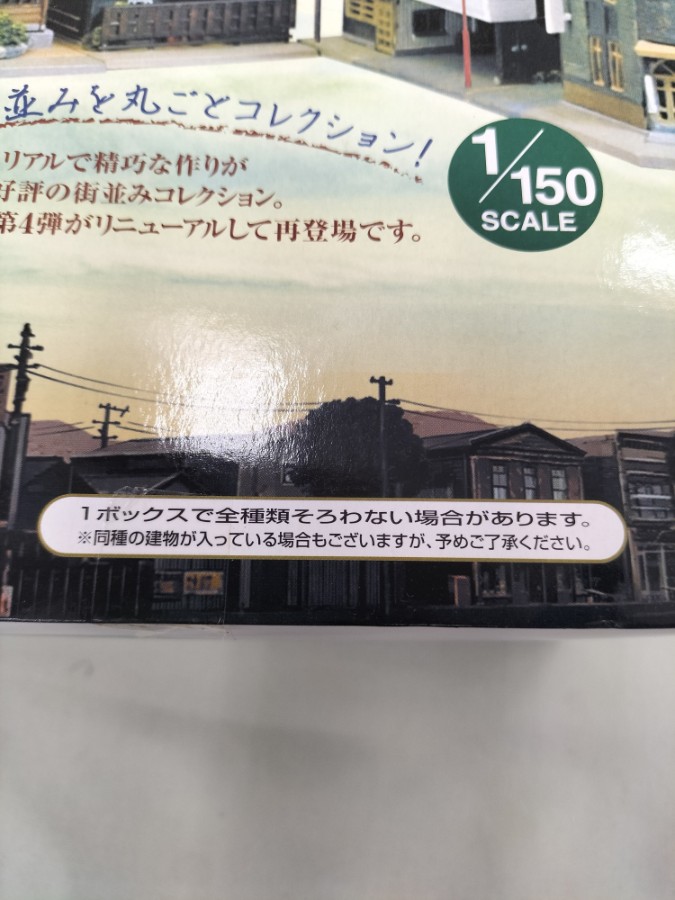 並みを丸ごとコレクション!
リアルで精巧な作りが
好評の街並みコレクション。
第4弾がリニューアルして再登場です。
1/150
SCALE
1ボックスで全種類そろわない場合があります。
※同種の建物が入っている場合もございますが、予めご了承ください。